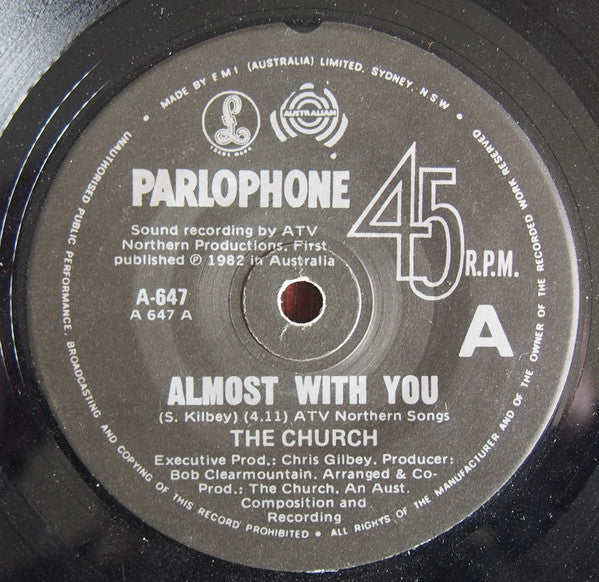 • MADE BY E M I (AUSTRALIA) LIMITED, SYDNEY, N.S.W •
£
TRADE MARK
AUSTRALIAN
PARLOPHONE
45 R.P.M.
Sound recording by ATV
Northern Productions. First
published ℗ 1982 in Australia
A-647
A 647 A
A
ALMOST WITH YOU
(S. Kilbey) (4.11) ATV Northern Songs
THE CHURCH
Executive Prod.: Chris Gilbey. Producer:
Bob Clearmountain. Arranged & Co-
Prod.: The Church. An Aust.
Composition and
Recording
UNAUTHORISED PUBLIC PERFORMANCE, BROADCASTING AND COPYING OF THIS RECORD PROHIBITED • ALL RIGHTS OF THE MANUFACTURER AND OF THE OWNER OF THE RECORDED WORK RESERVED